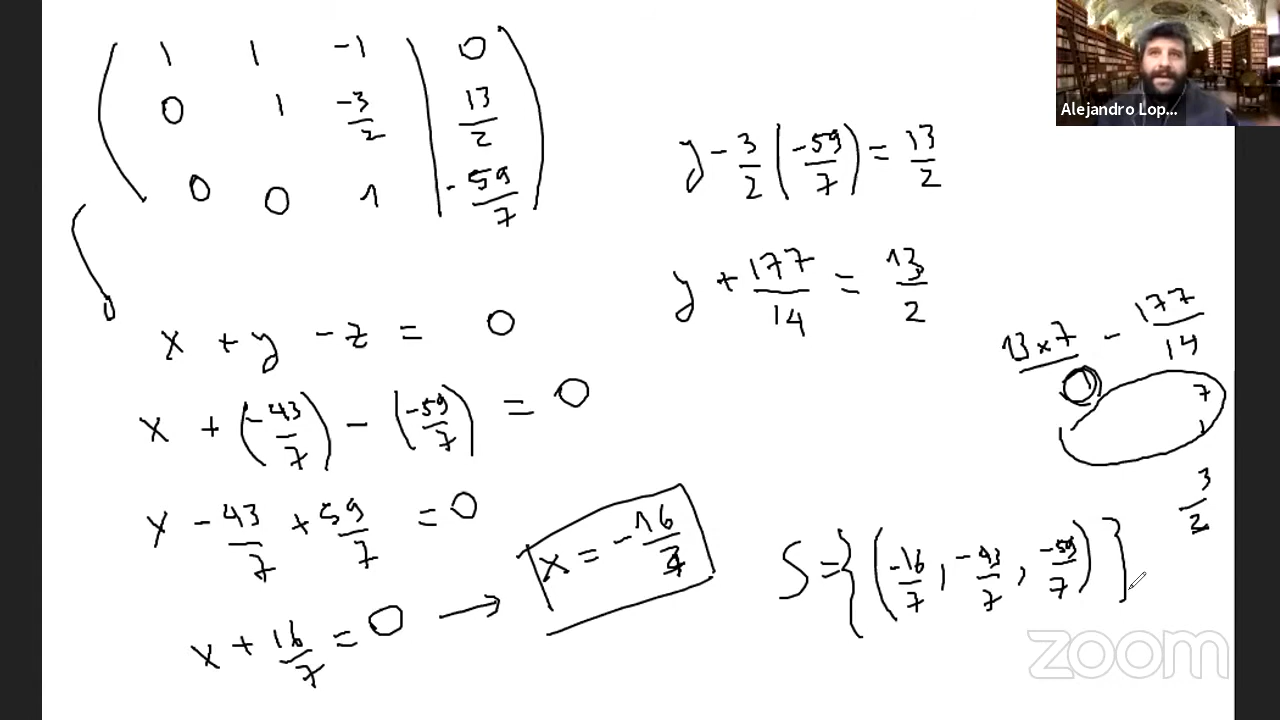 1 1 -1 | 0
0 1 -3/2 | 13/2
0 0 1 | -59/7
x + y - z = 0
x + (-43/7) - (-59/7) = 0
x - 43/7 + 59/7 = 0
x + 16/7 = 0 → x = -16/7
y - 3/2 (-59/7) = 13/2
y + 177/14 = 13/2
13x7 - 177/14
7
1
3/2
S = {(-16/7, -43/7, -59/7)}
Alejandro Lop...
zoom